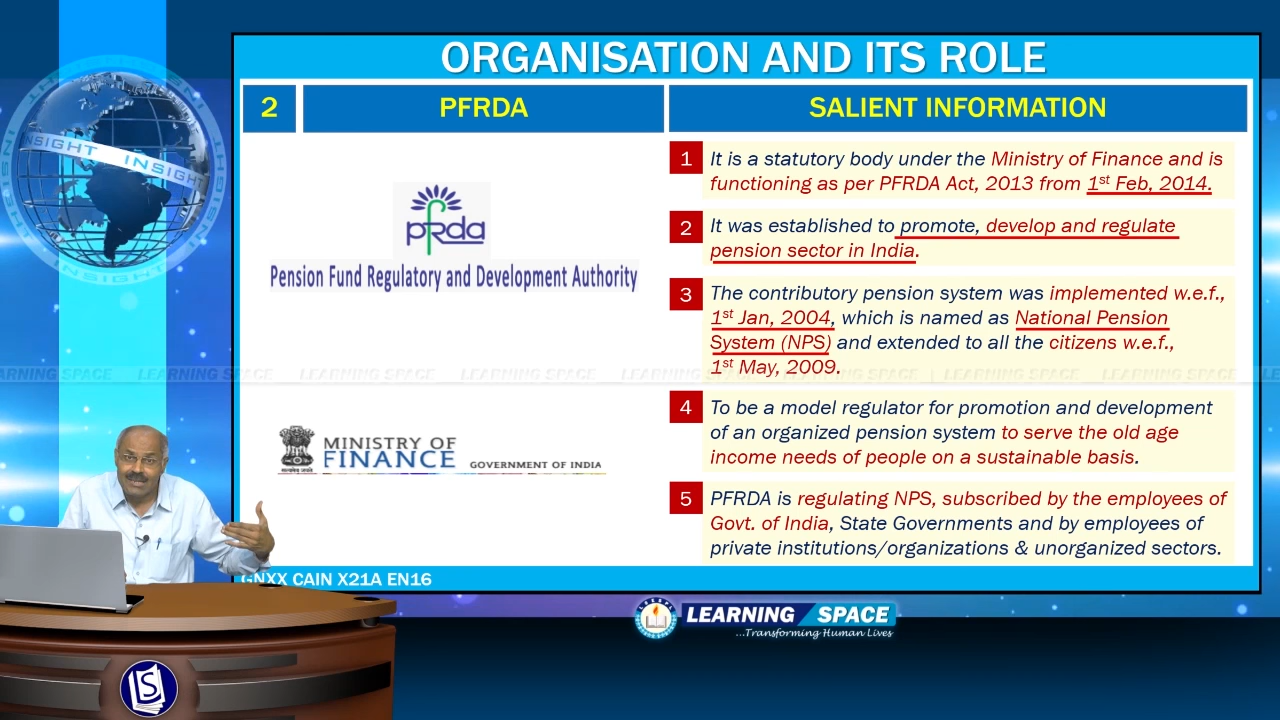 ORGANISATION AND ITS ROLE
2
PFRDA
SALIENT INFORMATION
INSIGHT INSIGHT
pfrda
Pension Fund Regulatory and Development Authority
MINISTRY OF
FINANCE GOVERNMENT OF INDIA
1
It is a statutory body under the Ministry of Finance and is
functioning as per PFRDA Act, 2013 from 1st Feb, 2014.
2
It was established to promote, develop and regulate
pension sector in India.
3
The contributory pension system was implemented w.e.f.,
1st Jan, 2004, which is named as National Pension
System (NPS) and extended to all the citizens w.e.f.,
1st May, 2009.
LEARNING SPACE LEARNING SPACE LEARNING SPACE
4
To be a model regulator for promotion and development
of an organized pension system to serve the old age
income needs of people on a sustainable basis.
5
PFRDA is regulating NPS, subscribed by the employees of
Govt. of India, State Governments and by employees of
private institutions/organizations & unorganized sectors.
GNXX CAIN X21A EN16
LEARNING SPACE
...Transforming Human Lives
LS